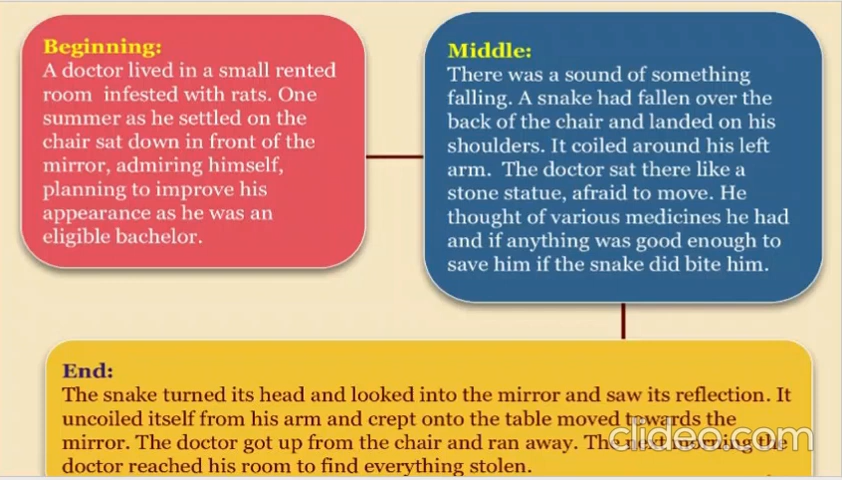 Beginning:
A doctor lived in a small rented
room infested with rats. One
summer as he settled on the
chair sat down in front of the
mirror, admiring himself,
planning to improve his
appearance as he was an
eligible bachelor.
Middle:
There was a sound of something
falling. A snake had fallen over the
back of the chair and landed on his
shoulders. It coiled around his left
arm. The doctor sat there like a
stone statue, afraid to move. He
thought of various medicines he had
and if anything was good enough to
save him if the snake did bite him.
End:
The snake turned its head and looked into the mirror and saw its reflection. It
uncoiled itself from his arm and crept onto the table moved towards the
mirror. The doctor got up from the chair and ran away. The next morning the
doctor reached his room to find everything stolen.
clideo.com